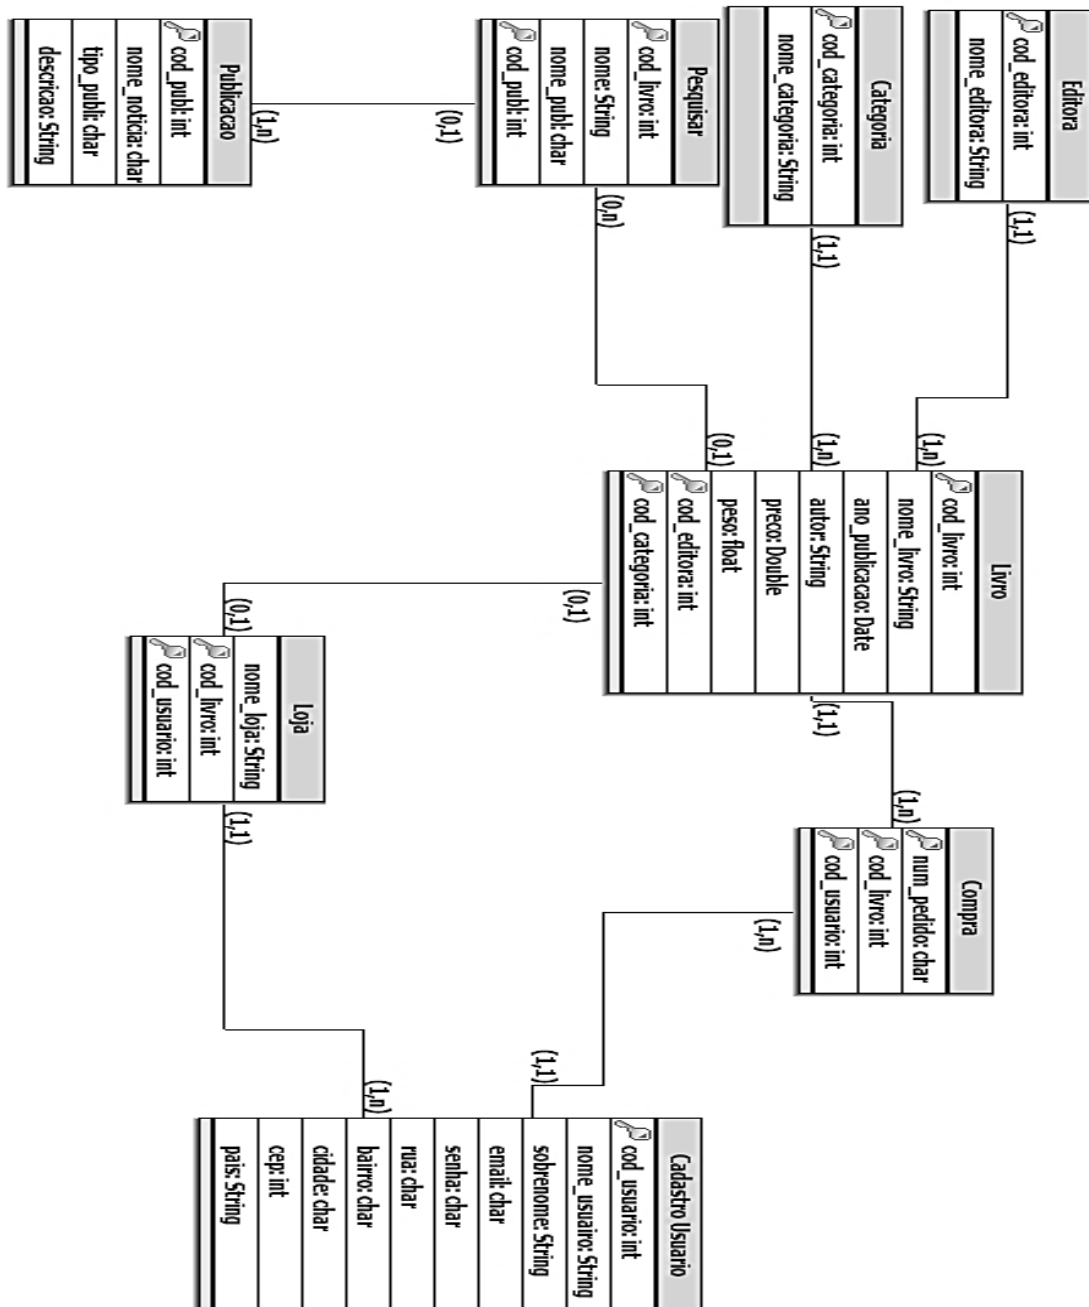 Editora
cod_editora: int
nome_editora: String
(1,1)
Categoria
cod_categoria: int
nome_categoria: String
(1,1)
Pesquisar
cod_livro: int
nome: String
nome_publ: char
cod_publ: int
(0,n)
(0,1)
Publicacao
cod_publ: int
nome_noticia: char
tipo_publ: char
descricao: String
(1,n)
(1,n)
(1,n)
(0,1)
Livro
cod_livro: int
nome_livro: String
ano_publicacao: Date
autor: String
preco: Double
peso: float
cod_editora: int
cod_categoria: int
(0,1)
(1,1)
(0,1)
Loja
nome_loja: String
cod_livro: int
cod_usuario: int
(1,1)
(1,n)
Compra
num_pedido: char
cod_livro: int
cod_usuario: int
(1,n)
(1,1)
(1,n)
Cadastro Usuario
cod_usuario: int
nome_usuairo: String
sobrenome: String
email: char
senha: char
rua: char
bairro: char
cidade: char
cep: int
pais: String